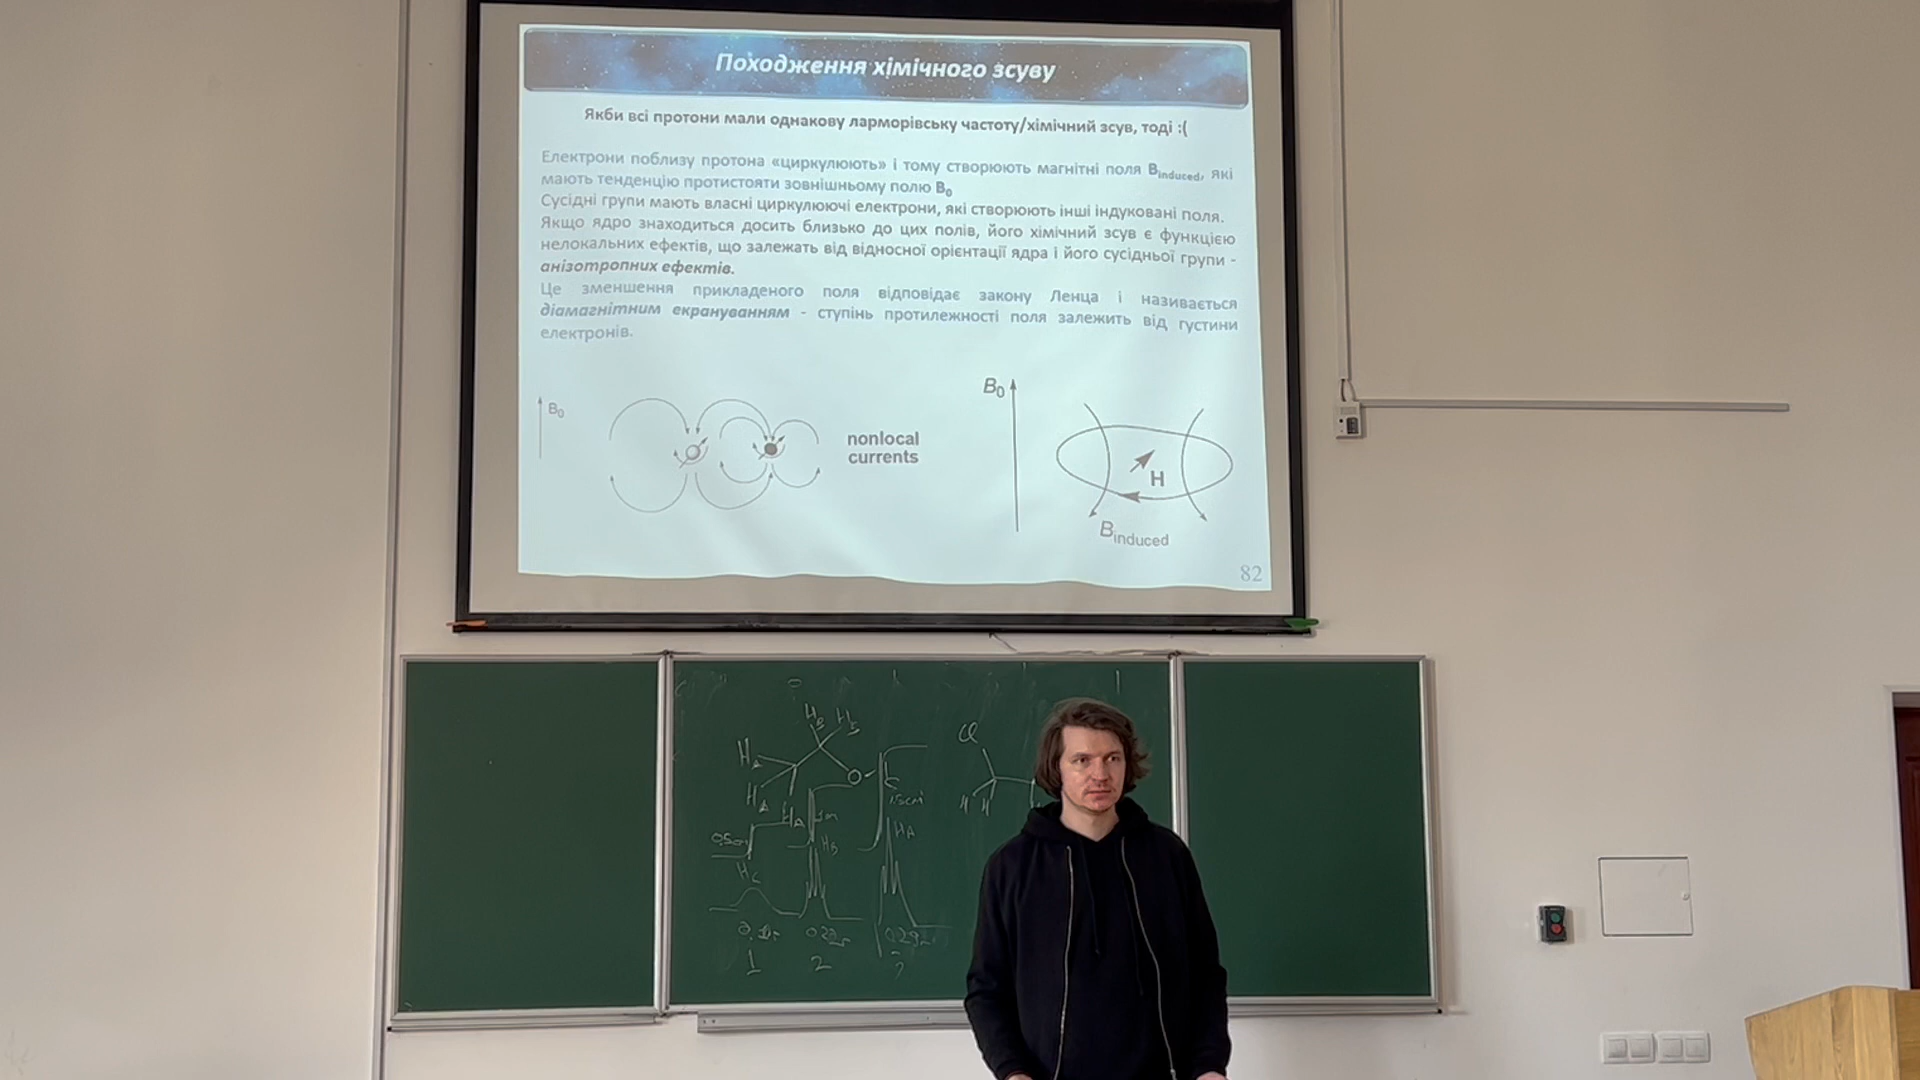 Походження хімічного зсуву
Якби всі протони мали однакову ларморівську частоту/хімічний зсув, тоді :(
Електрони поблизу протона «циркулюють» і тому створюють магнітні поля Binduced, які
мають тенденцію протистояти зовнішньому полю B0
Сусідні групи мають власні циркулюючі електрони, які створюють інші індуковані поля.
Якщо ядро знаходиться досить близько до цих полів, його хімічний зсув є функцією
нелокальних ефектів, що залежать від відносної орієнтації ядра і його сусідньої групи -
анізотропних ефектів.
Це зменшення прикладеного поля відповідає закону Ленца і називається
діамагнітним екрануванням - ступінь протилежності поля залежить від густини
електронів.
B0
nonlocal
currents
B0
H
Binduced
82
HB
HA
HA
HA
O
Cl
H H
0,5cm
HA
HB
HC
1
2